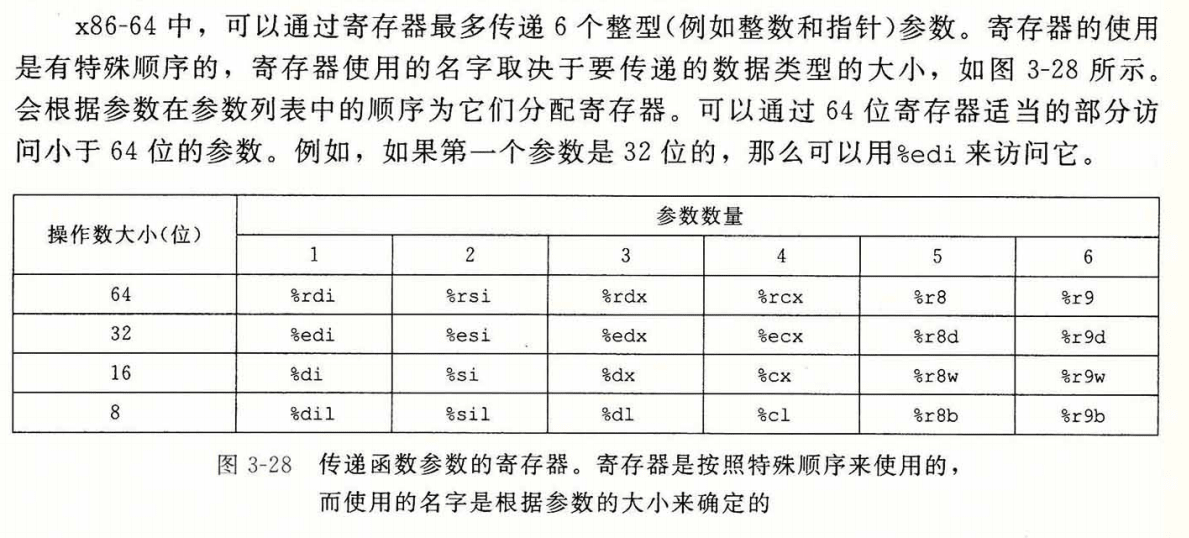 x86-64 中，可以通过寄存器最多传递 6 个整型(例如整数和指针)参数。寄存器的使用
是有特殊顺序的，寄存器使用的名字取决于要传递的数据类型的大小，如图 3-28 所示。
会根据参数在参数列表中的顺序为它们分配寄存器。可以通过 64 位寄存器适当的部分访
问小于 64 位的参数。例如，如果第一个参数是 32 位的，那么可以用%edi 来访问它。
操作数大小(位) 参数数量
1 2 3 4 5 6
64 %rdi %rsi %rdx %rcx %r8 %r9
32 %edi %esi %edx %ecx %r8d %r9d
16 %di %si %dx %cx %r8w %r9w
8 %dil %sil %dl %cl %r8b %r9b
图 3-28 传递函数参数的寄存器。寄存器是按照特殊顺序来使用的，
而使用的名字是根据参数的大小来确定的